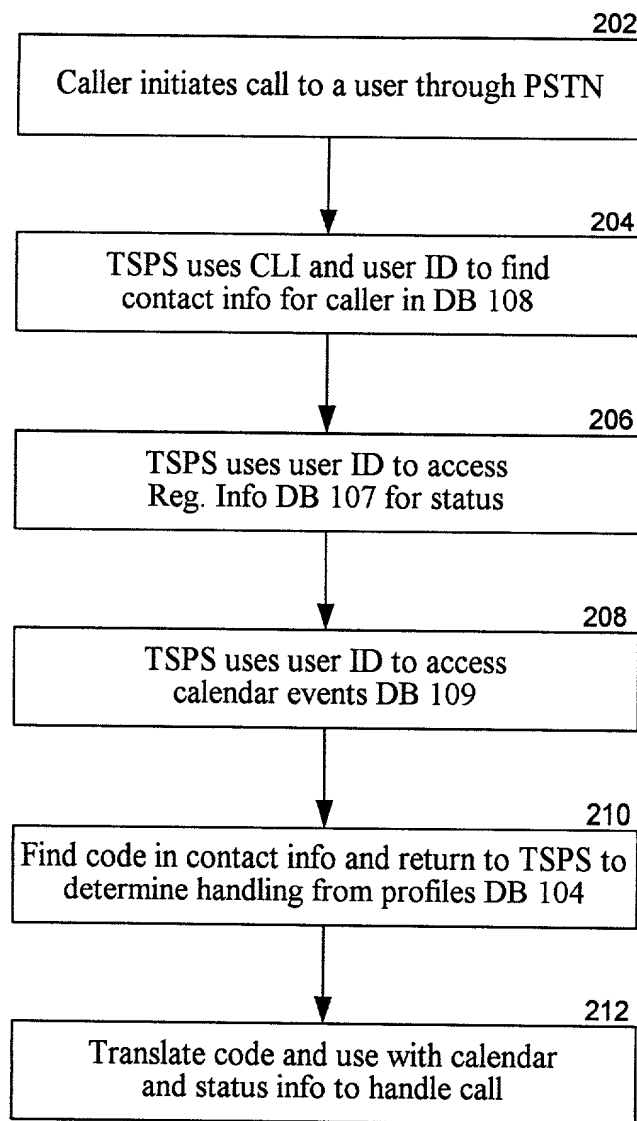 202
Caller initiates call to a user through PSTN
204
TSPS uses CLI and user ID to find
contact info for caller in DB 108
206
TSPS uses user ID to access
Reg. Info DB 107 for status
208
TSPS uses user ID to access
calendar events DB 109
210
Find code in contact info and return to TSPS to
determine handling from profiles DB 104
212
Translate code and use with calendar
and status info to handle call